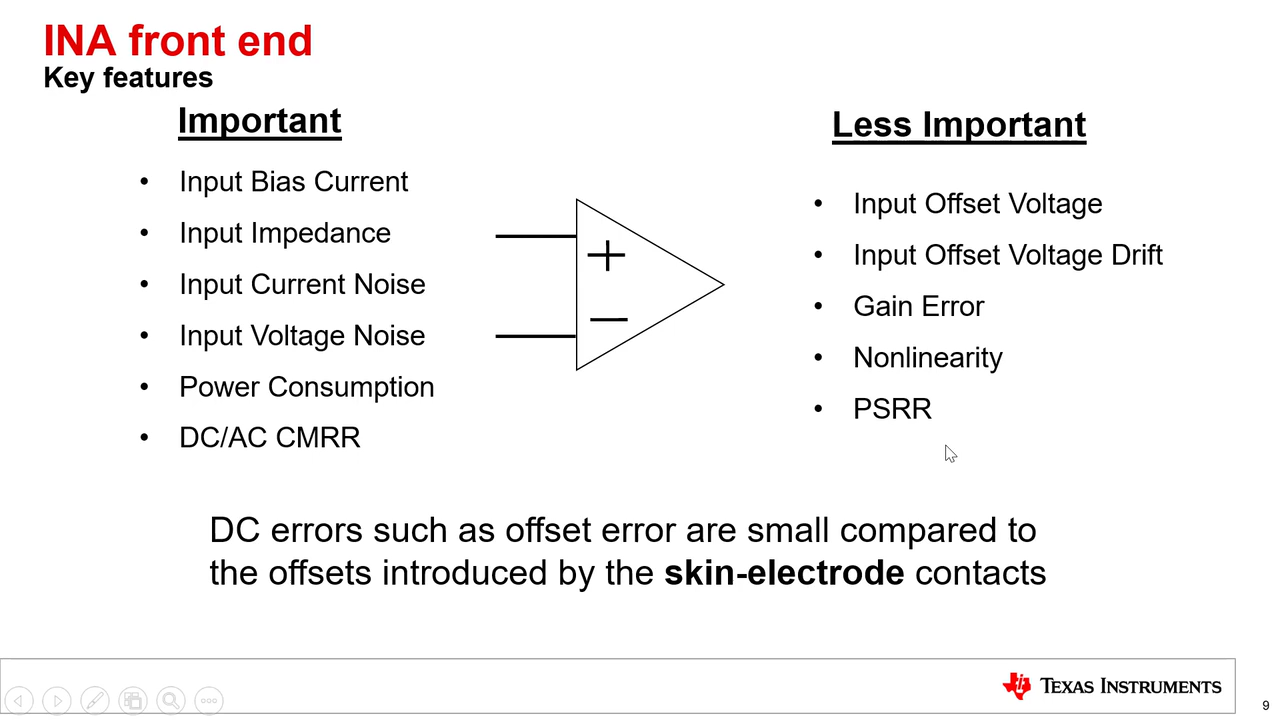 INA front end
Key features
Important
• Input Bias Current
• Input Impedance
• Input Current Noise
• Input Voltage Noise
• Power Consumption
• DC/AC CMRR
+
−
Less Important
• Input Offset Voltage
• Input Offset Voltage Drift
• Gain Error
• Nonlinearity
• PSRR
DC errors such as offset error are small compared to
the offsets introduced by the skin-electrode contacts
TEXAS INSTRUMENTS
9